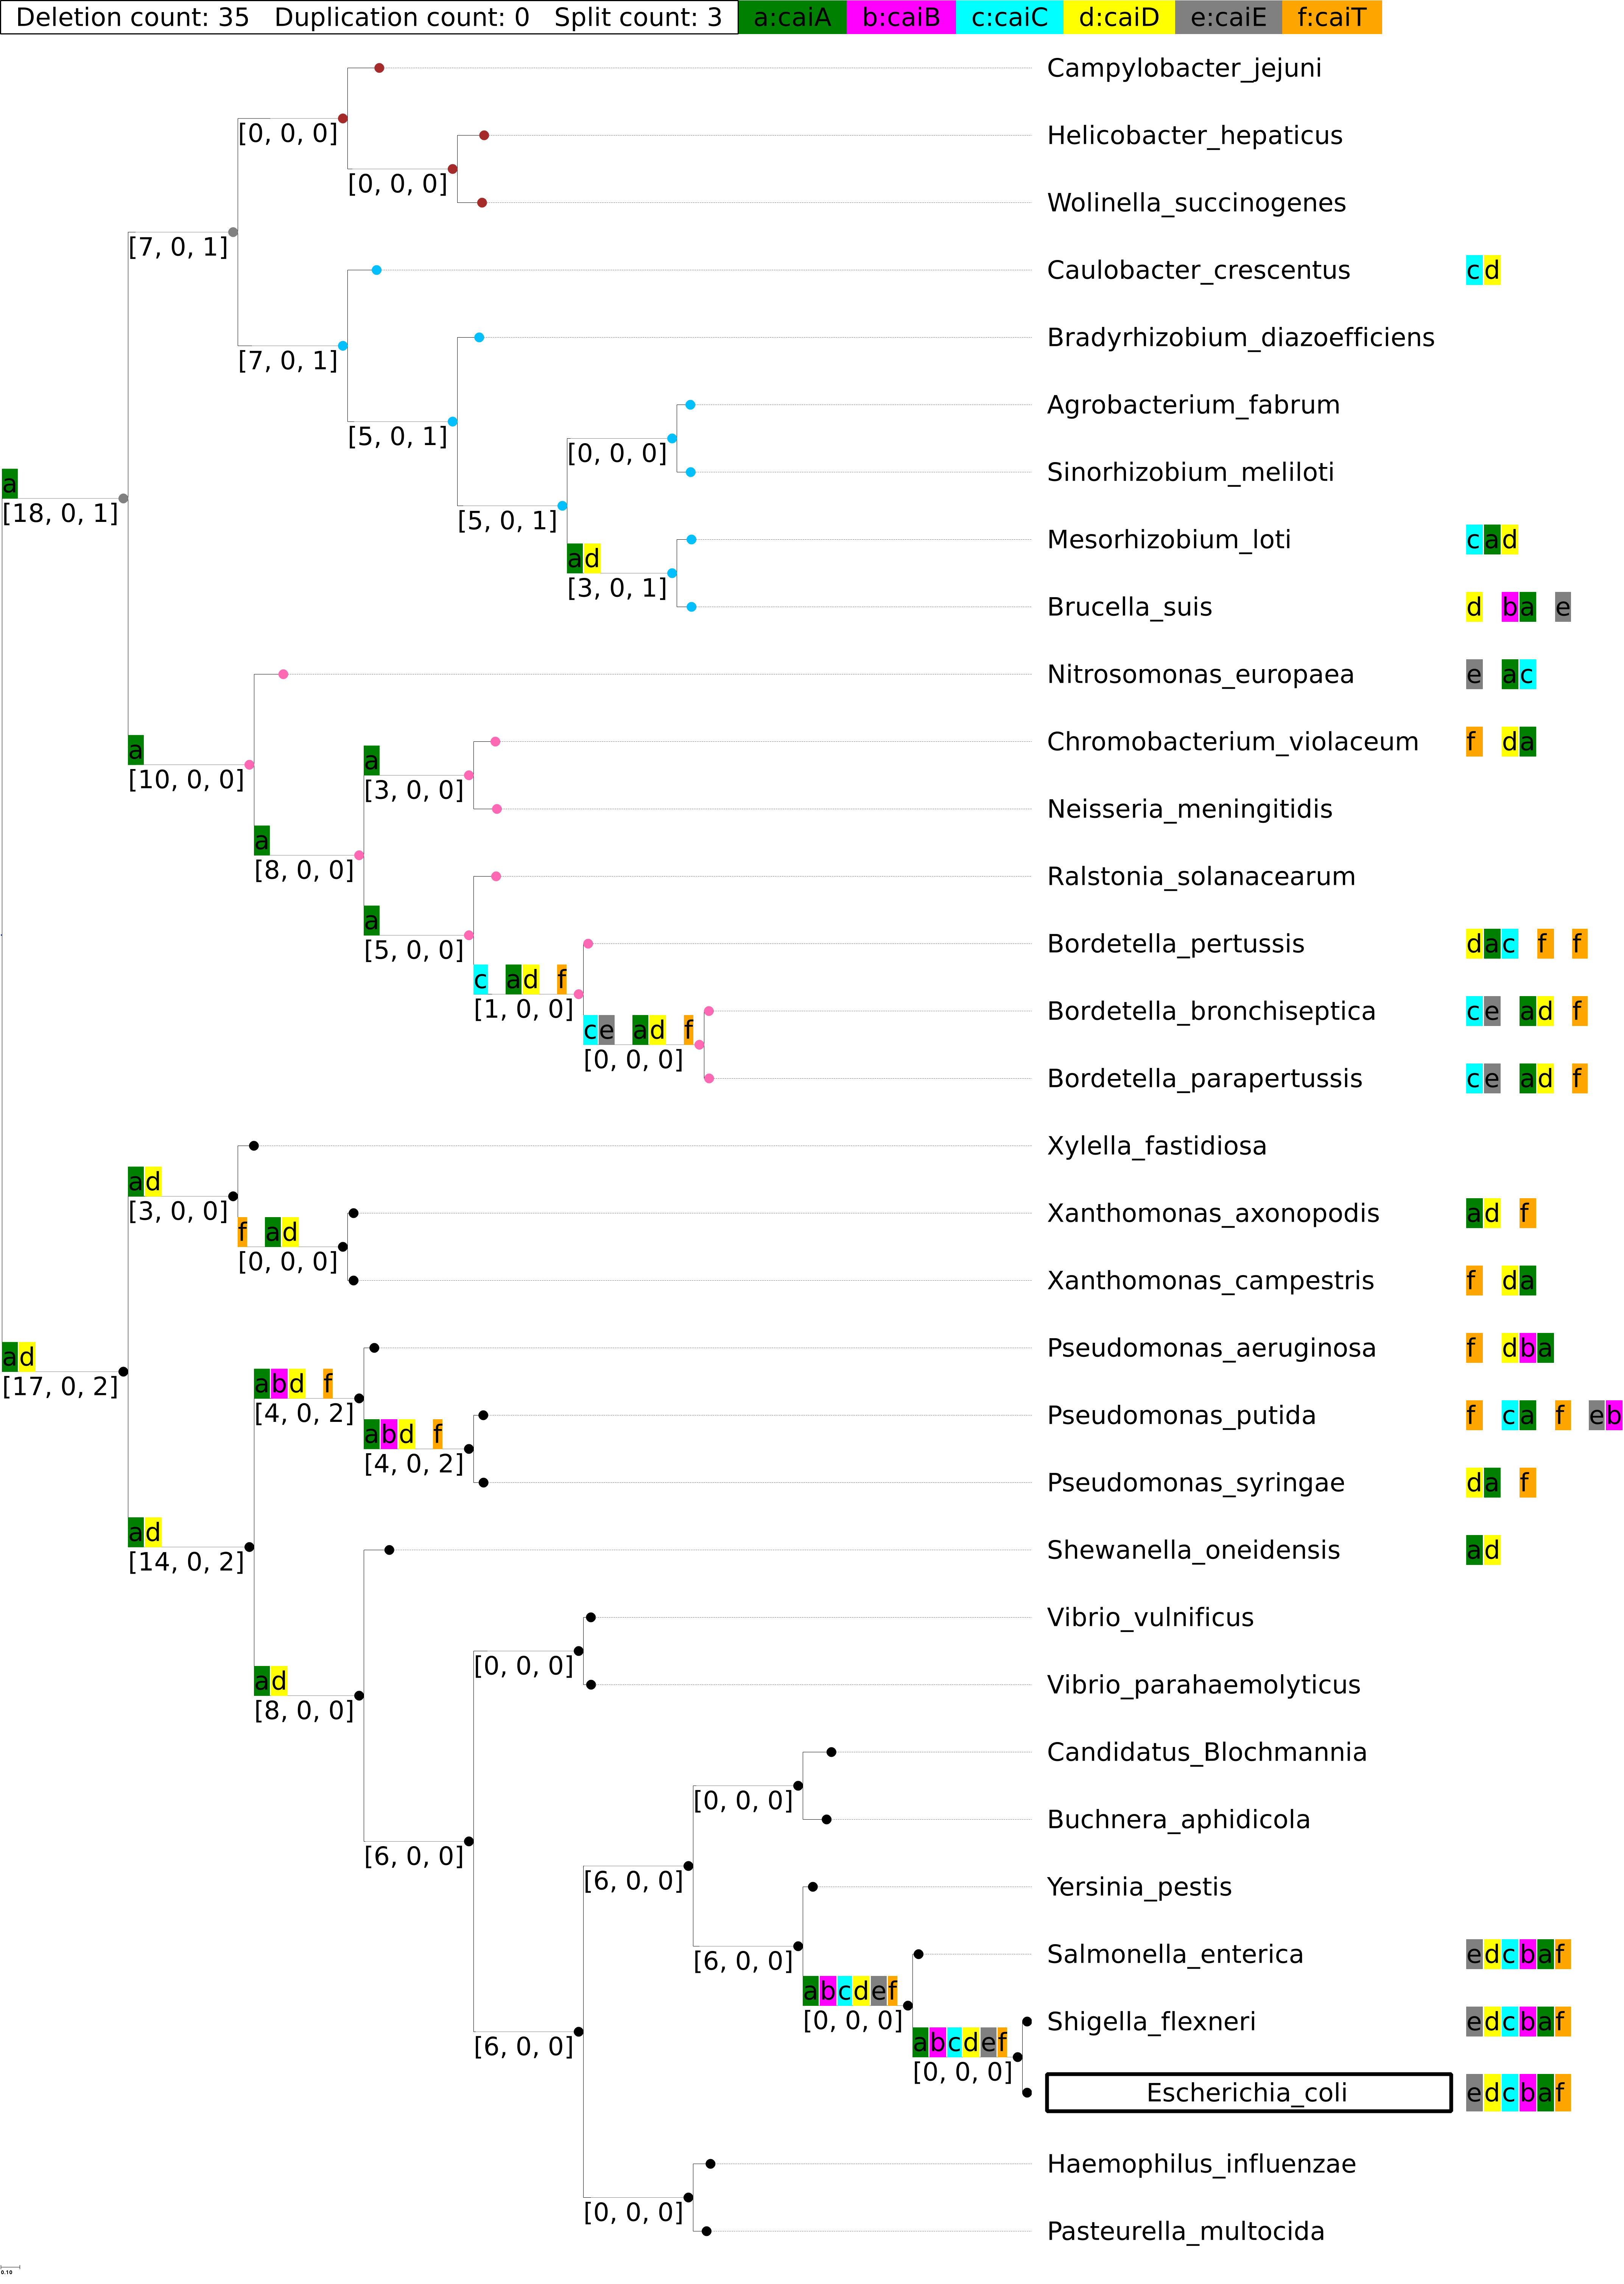 Deletion count: 35   Duplication count: 0   Split count: 3   a:caiA b:caiB c:caiC d:caiD e:caiE f:caiT
Campylobacter_jejuni
[0, 0, 0]
Helicobacter_hepaticus
[0, 0, 0]
Wolinella_succinogenes
[7, 0, 1]
Caulobacter_crescentus cd
Bradyrhizobium_diazoefficiens
[7, 0, 1]
Agrobacterium_fabrum
[5, 0, 1]
[0, 0, 0]
Sinorhizobium_meliloti
a
[18, 0, 1]
[5, 0, 1]
Mesorhizobium_loti cad
ad
[3, 0, 1]
Brucella_suis d ba e
Nitrosomonas_europaea e ac
Chromobacterium_violaceum f da
a
[10, 0, 0]
a
[3, 0, 0]
Neisseria_meningitidis
a
[8, 0, 0]
Ralstonia_solanacearum
a
[5, 0, 0]
Bordetella_pertussis dac f f
c ad f
[1, 0, 0]
Bordetella_bronchiseptica ce ad f
ce ad f
[0, 0, 0]
Bordetella_parapertussis ce ad f
Xylella_fastidiosa
ad
[3, 0, 0]
Xanthomonas_axonopodis ad f
f ad
[0, 0, 0]
Xanthomonas_campestris f da
Pseudomonas_aeruginosa f dba
ad
[17, 0, 2]
abd f
[4, 0, 2]
Pseudomonas_putida f ca f eb
abd f
[4, 0, 2]
Pseudomonas_syringae da f
ad
[14, 0, 2]
Shewanella_oneidensis ad
Vibrio_vulnificus
[0, 0, 0]
Vibrio_parahaemolyticus
ad
[8, 0, 0]
Candidatus_Blochmannia
[0, 0, 0]
Buchnera_aphidicola
[6, 0, 0]
[6, 0, 0]
Yersinia_pestis
[6, 0, 0]
Salmonella_enterica edcbaf
abcdef
[0, 0, 0]
Shigella_flexneri edcbaf
[6, 0, 0]
abcdef
[0, 0, 0]
Escherichia_coli edcbaf
Haemophilus_influenzae
[0, 0, 0]
Pasteurella_multocida
0.10